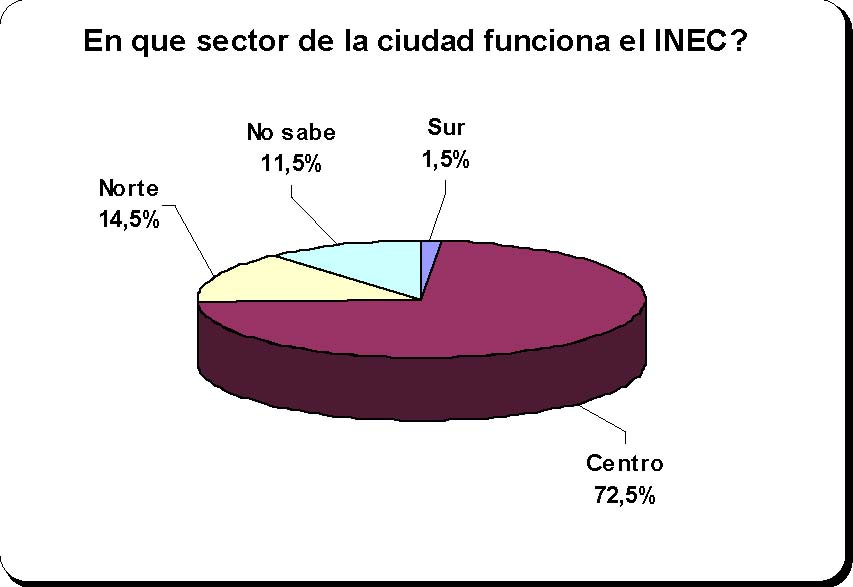 En que sector de la ciudad funciona el INEC?
No sabe
11,5%
Sur
1,5%
Norte
14,5%
Centro
72,5%